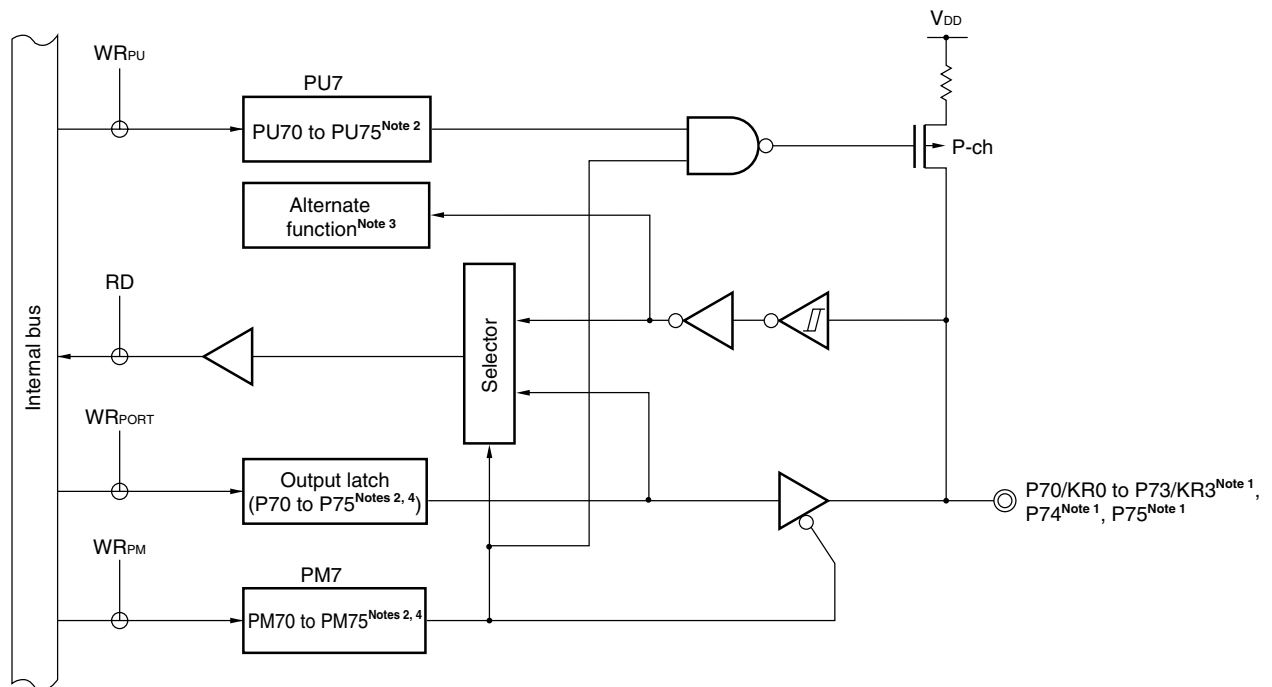 VDD
WRPU
PU7
PU70 to PU75Note 2
P-ch
Alternate
functionNote 3
RD
Internal bus
Selector
WRPORT
Output latch
(P70 to P75Notes 2, 4)
P70/KR0 to P73/KR3Note 1,
P74Note 1, P75Note 1
WRPM
PM7
PM70 to PM75Notes 2, 4